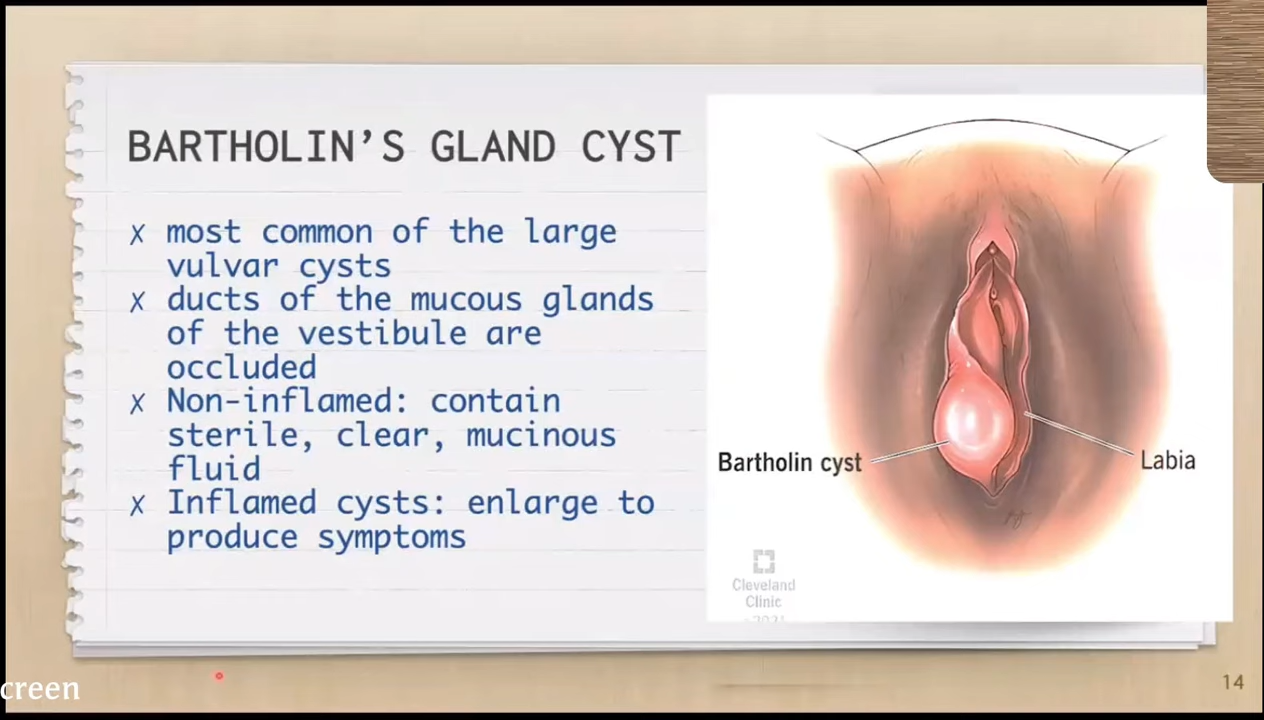 BARTHOLIN'S GLAND CYST
x most common of the large
vulvar cysts
x ducts of the mucous glands
of the vestibule are
occluded
x Non-inflamed: contain
sterile, clear, mucinous
fluid
x Inflamed cysts: enlarge to
produce symptoms
Bartholin cyst
Labia
Cleveland
Clinic
creen
14